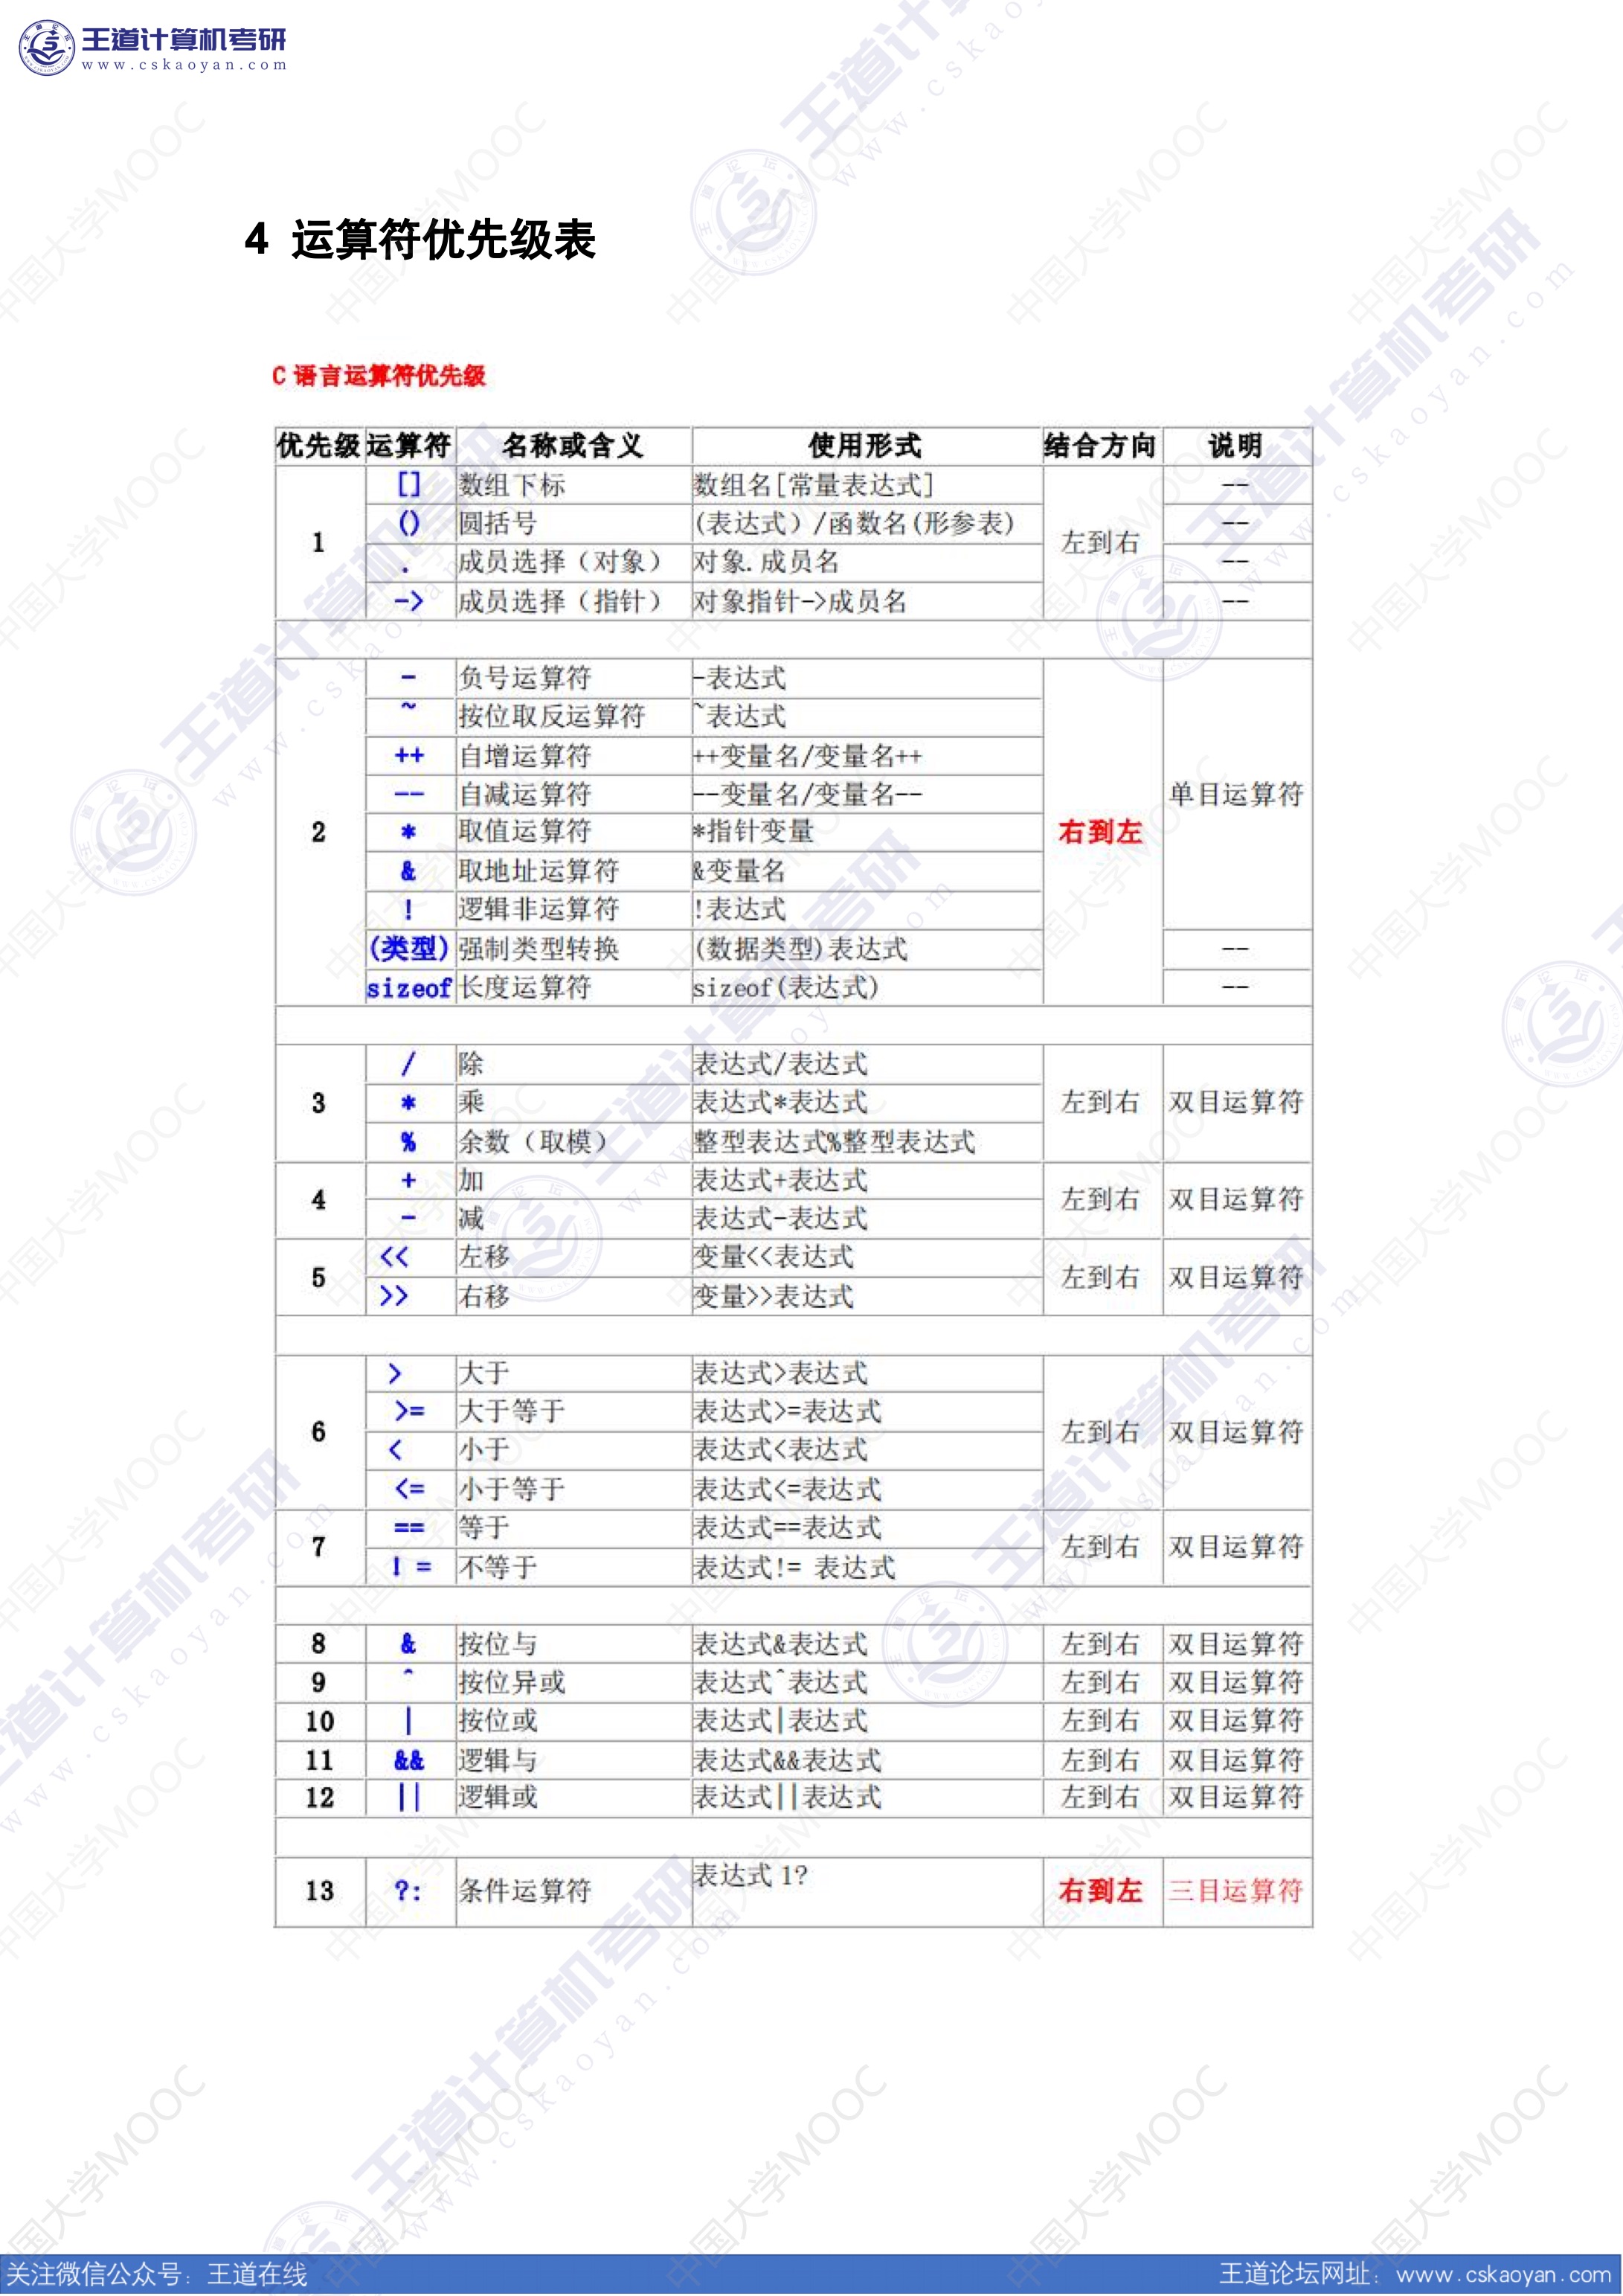 王道计算机考研
www.cskaoyan.com
4 运算符优先级表
C 语言运算符优先级
优先级 运算符 名称或含义 使用形式 结合方向 说明
1 [] 数组下标 数组名[常量表达式] 左到右 --
() 圆括号 (表达式）/函数名(形参表) --
. 成员选择（对象） 对象.成员名 --
-> 成员选择（指针） 对象指针->成员名 --
2 - 负号运算符 -表达式 右到左 单目运算符
~ 按位取反运算符 ~表达式
++ 自增运算符 ++变量名/变量名++
-- 自减运算符 --变量名/变量名--
* 取值运算符 *指针变量
& 取地址运算符 &变量名
! 逻辑非运算符 !表达式
(类型) 强制类型转换 (数据类型)表达式 --
sizeof 长度运算符 sizeof(表达式) --
3 / 除 表达式/表达式 左到右 双目运算符
* 乘 表达式*表达式
% 余数（取模） 整型表达式%整型表达式
4 + 加 表达式+表达式 左到右 双目运算符
- 减 表达式-表达式
5 << 左移 变量<<表达式 左到右 双目运算符
>> 右移 变量>>表达式
6 > 大于 表达式>表达式 左到右 双目运算符
>= 大于等于 表达式>=表达式
< 小于 表达式<表达式
<= 小于等于 表达式<=表达式
7 == 等于 表达式==表达式 左到右 双目运算符
! = 不等于 表达式!= 表达式
8 & 按位与 表达式&表达式 左到右 双目运算符
9 ^ 按位异或 表达式^表达式 左到右 双目运算符
10 | 按位或 表达式|表达式 左到右 双目运算符
11 && 逻辑与 表达式&&表达式 左到右 双目运算符
12 || 逻辑或 表达式||表达式 左到右 双目运算符
13 ?: 条件运算符 表达式 1? 右到左 三目运算符
关注微信公众号：王道在线 王道论坛网址：www.cskaoyan.com